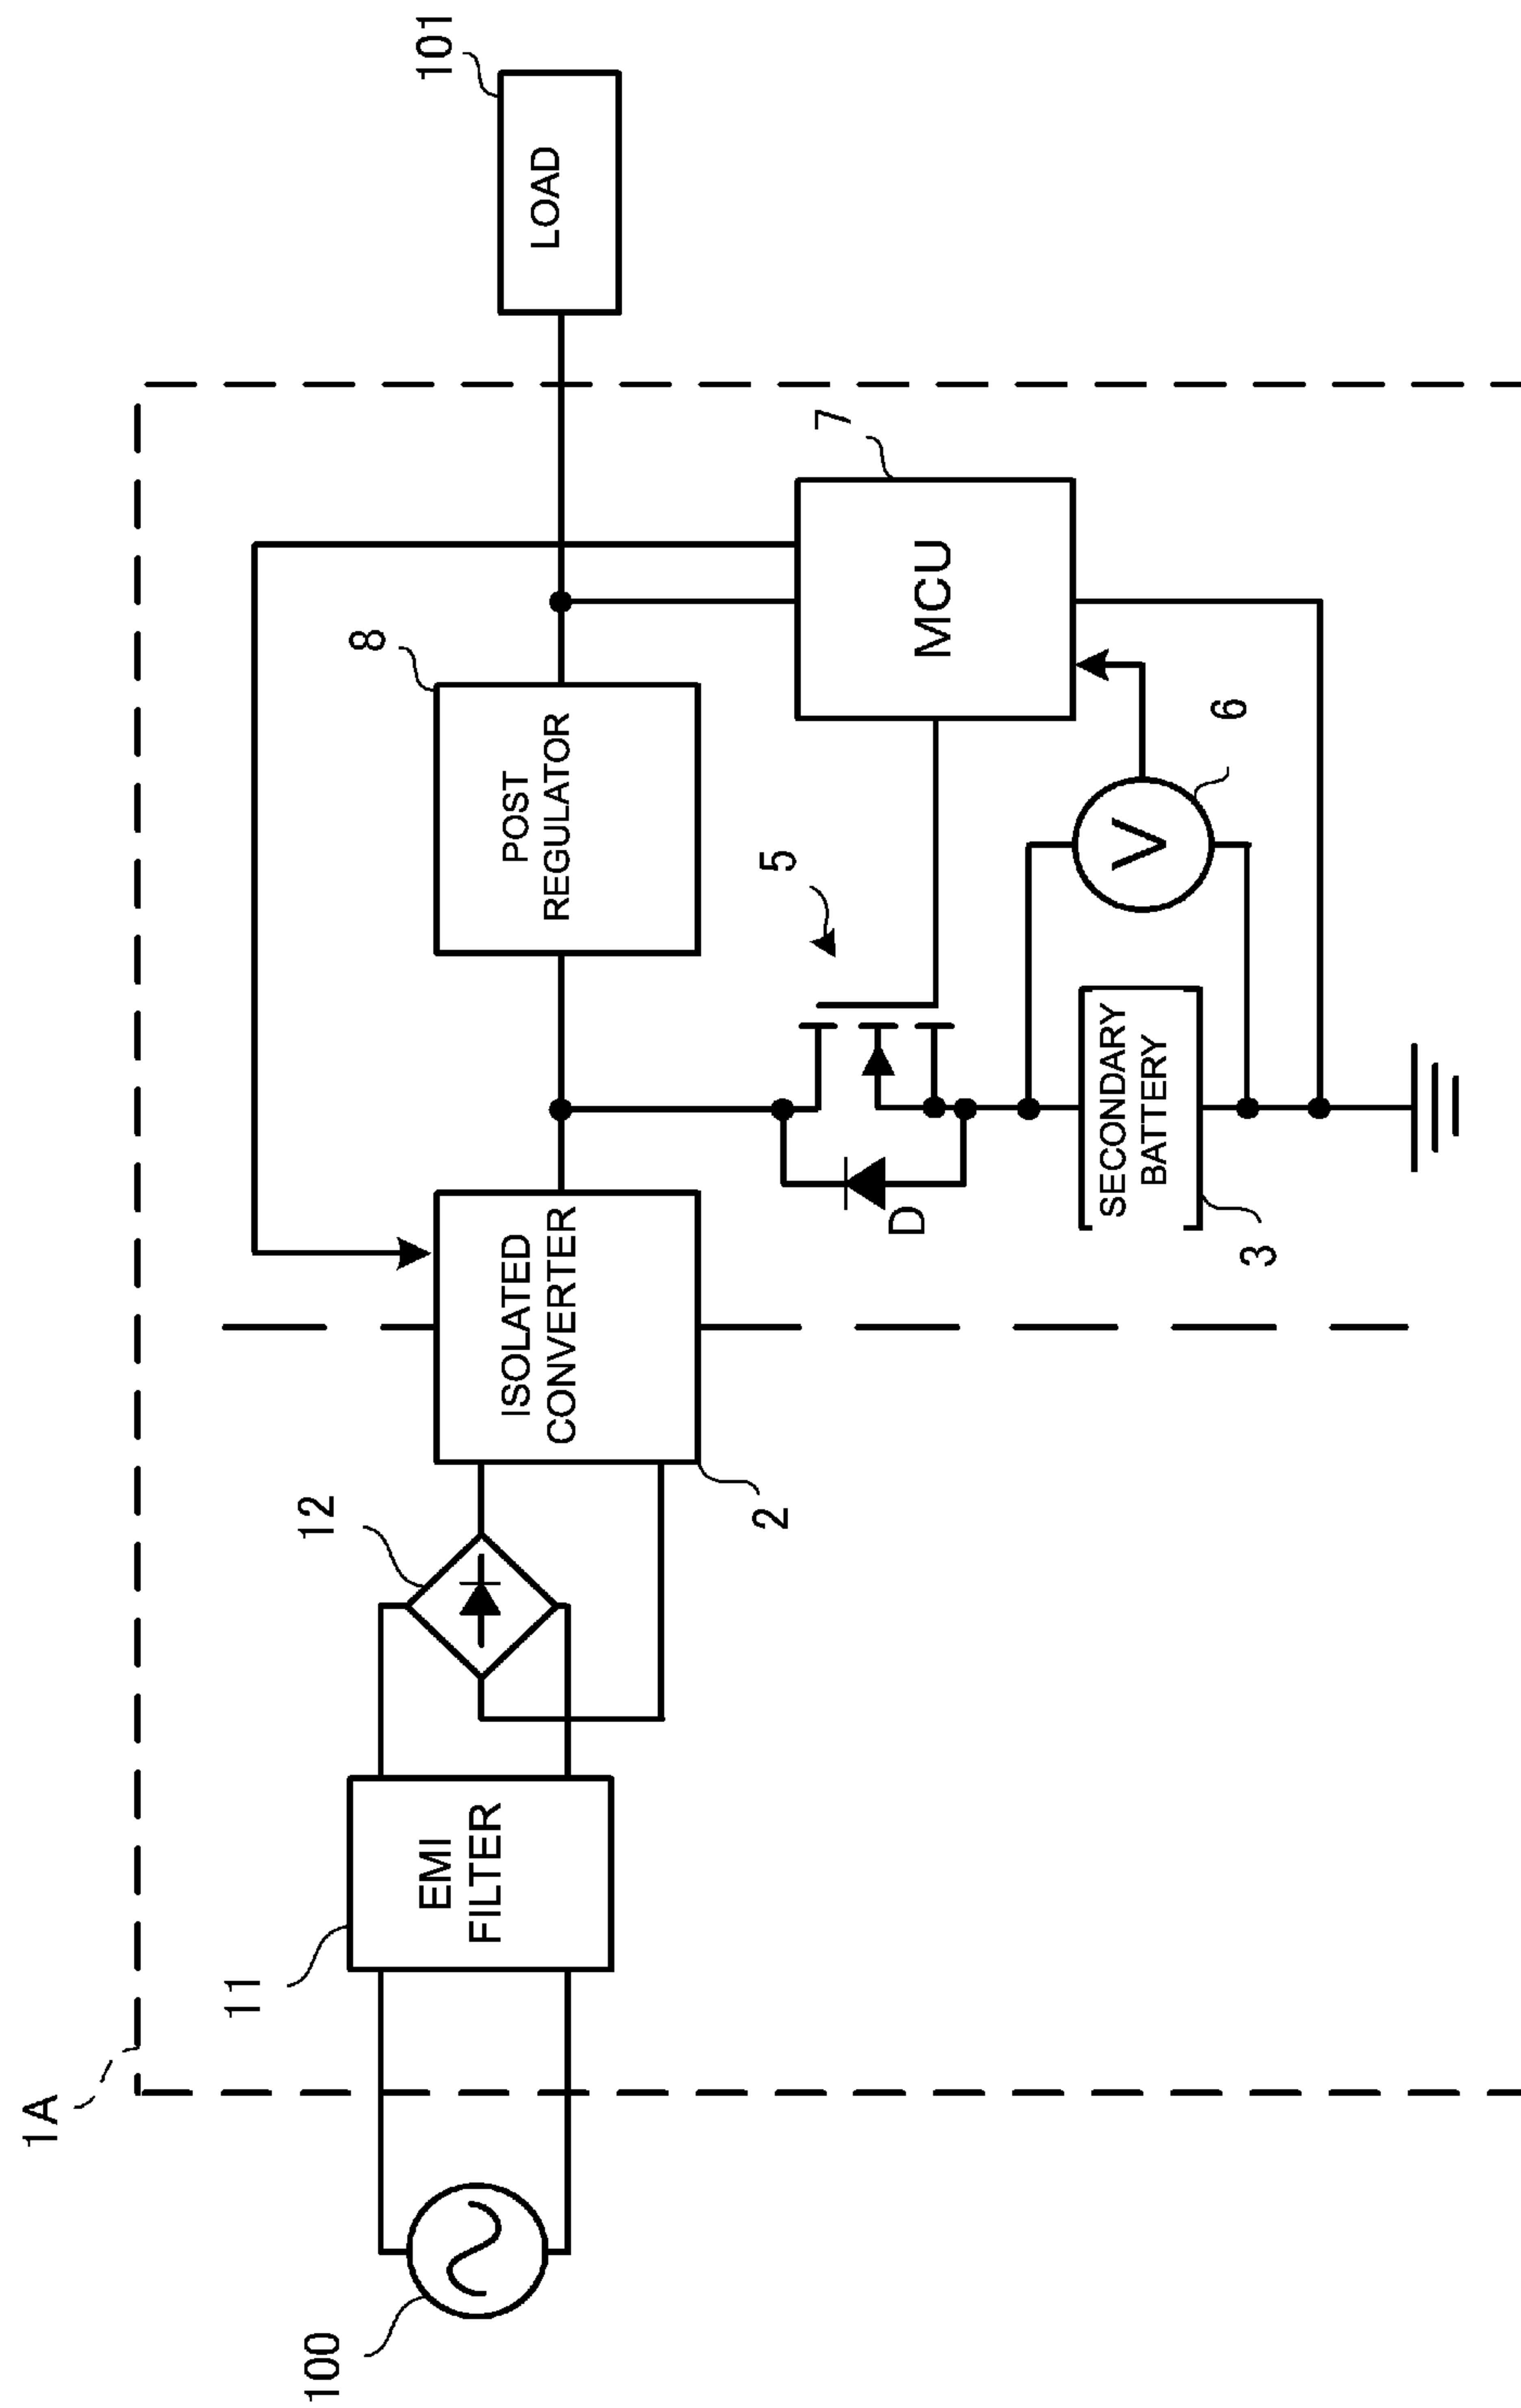 1A
100
11
EMI
FILTER
12
2
ISOLATED
CONVERTER
8
POST
REGULATOR
101
LOAD
5
7
MCU
D
6
V
3
SECONDARY
BATTERY